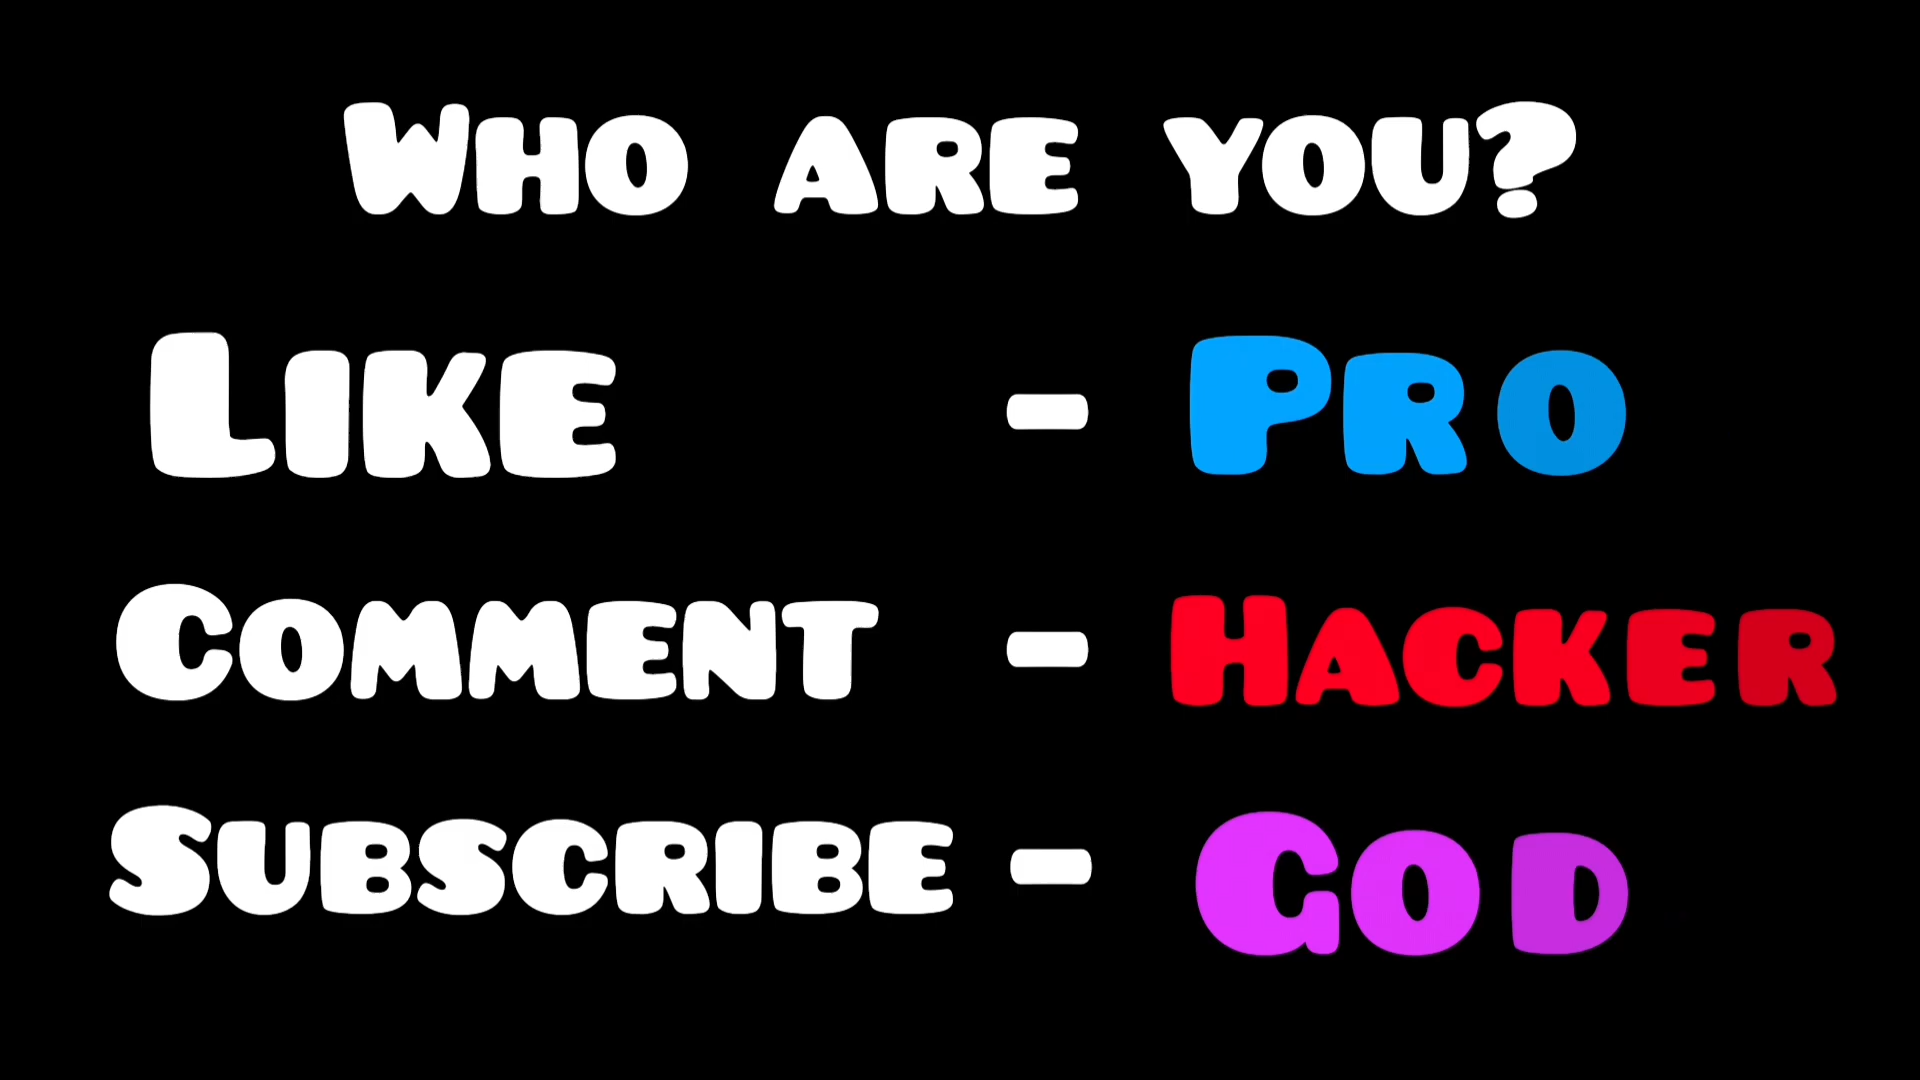 Who are you?
Like - Pro
Comment - Hacker
Subscribe - God